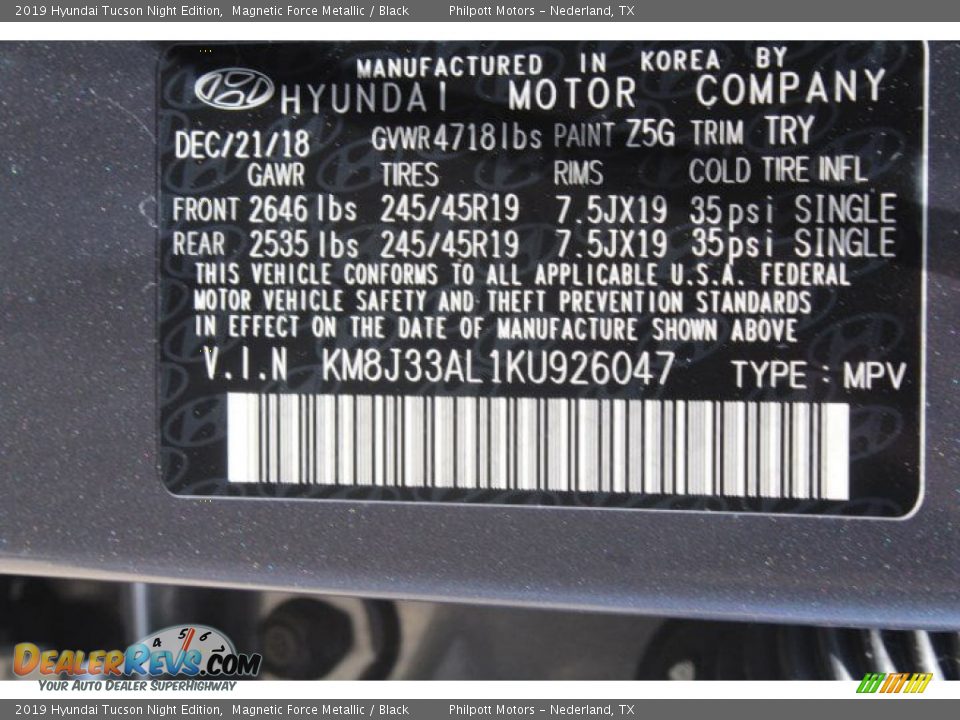 2019 Hyundai Tucson Night Edition, Magnetic Force Metallic / Black Philpott Motors - Nederland, TX
MANUFACTURED IN KOREA BY
HYUNDAI MOTOR COMPANY
DEC/21/18 GVWR 4718 lbs PAINT Z5G TRIM TRY
GAWR TIRES RIMS COLD TIRE INFL
FRONT 2646 lbs 245/45R19 7.5JX19 35psi SINGLE
REAR 2535 lbs 245/45R19 7.5JX19 35psi SINGLE
THIS VEHICLE CONFORMS TO ALL APPLICABLE U.S.A. FEDERAL
MOTOR VEHICLE SAFETY AND THEFT PREVENTION STANDARDS
IN EFFECT ON THE DATE OF MANUFACTURE SHOWN ABOVE
V.I.N KM8J33AL1KU926047 TYPE : MPV
4 5 6 7
DEALERREVS.COM
YOUR AUTO DEALER SUPERHIGHWAY
2019 Hyundai Tucson Night Edition, Magnetic Force Metallic / Black Philpott Motors - Nederland, TX